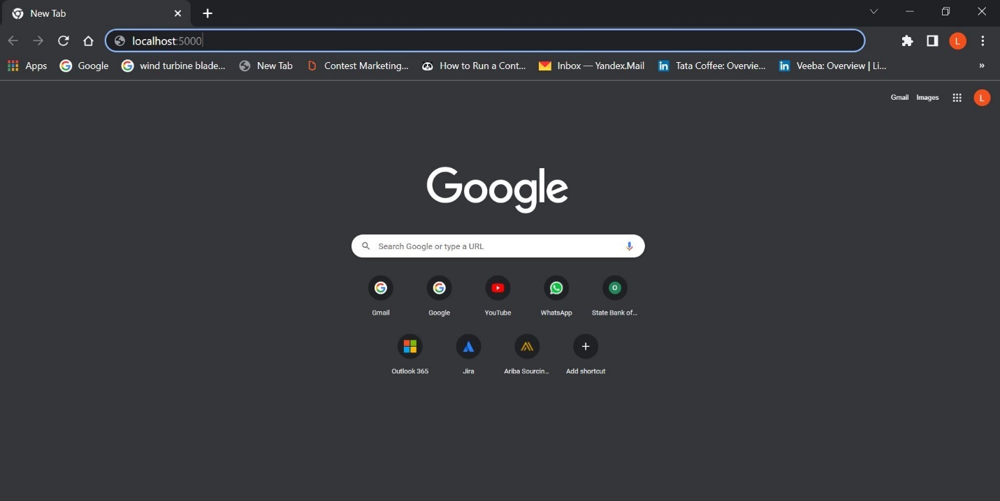 New Tab
localhost:5000
Apps Google wind turbine blade... New Tab Contest Marketing... How to Run a Cont... Inbox — Yandex.Mail Tata Coffee: Overvie... Veeba: Overview | Li... »
L
Gmail Images L
Google
Search Google or type a URL
Gmail Google YouTube WhatsApp State Bank of...
O
Outlook 365 Jira Ariba Sourcin... Add shortcut